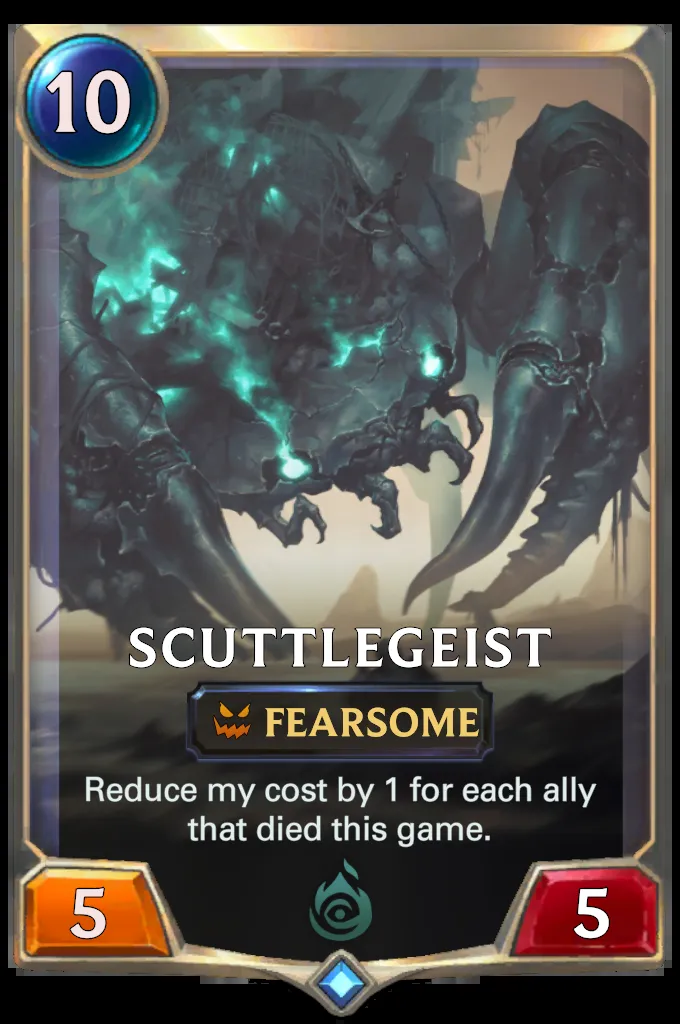 10
SCUTTLEGEIST
FEARSOME
Reduce my cost by 1 for each ally
that died this game.
5 5